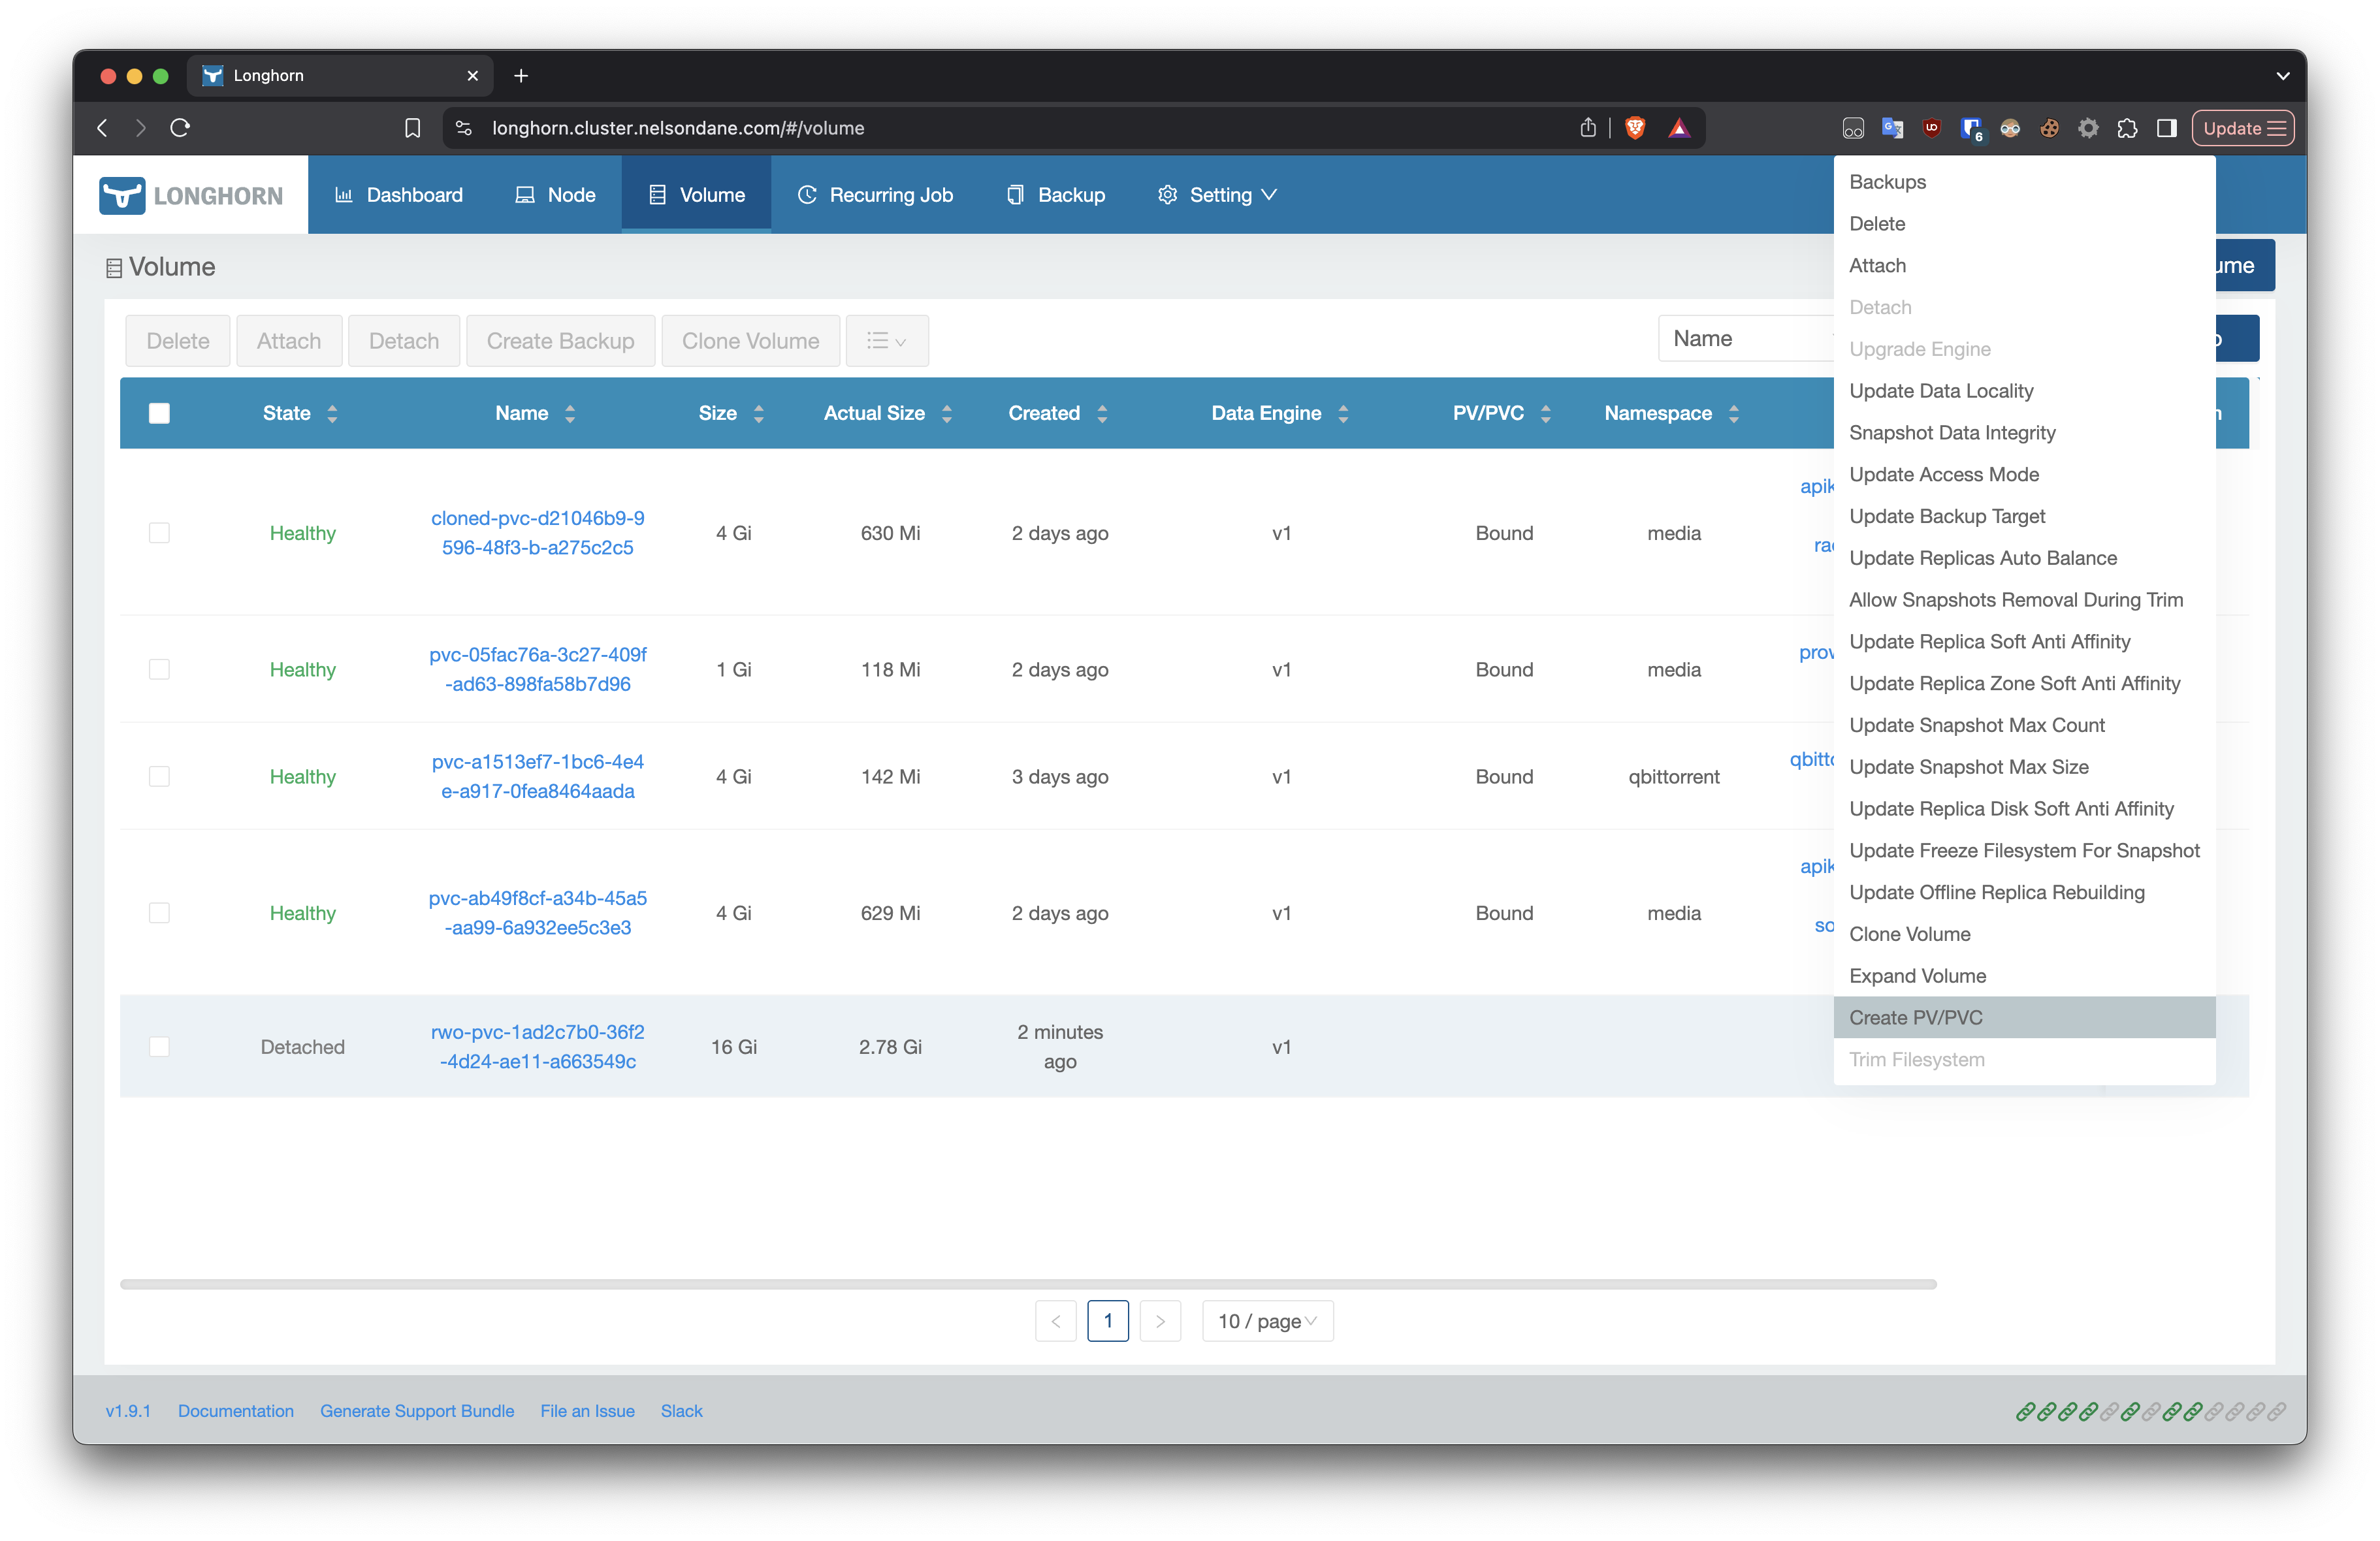 Longhorn
longhorn.cluster.nelsondane.com/#/volume
6
Update
LONGHORN
Dashboard
Node
Volume
Recurring Job
Backup
Setting
Volume
Delete
Attach
Detach
Create Backup
Clone Volume
Name
State
Name
Size
Actual Size
Created
Data Engine
PV/PVC
Namespace
Healthy
cloned-pvc-d21046b9-9
596-48f3-b-a275c2c5
4 Gi
630 Mi
2 days ago
v1
Bound
media
Healthy
pvc-05fac76a-3c27-409f
-ad63-898fa58b7d96
1 Gi
118 Mi
2 days ago
v1
Bound
media
Healthy
pvc-a1513ef7-1bc6-4e4
e-a917-0fea8464aada
4 Gi
142 Mi
3 days ago
v1
Bound
qbittorrent
Healthy
pvc-ab49f8cf-a34b-45a5
-aa99-6a932ee5c3e3
4 Gi
629 Mi
2 days ago
v1
Bound
media
Detached
rwo-pvc-1ad2c7b0-36f2
-4d24-ae11-a663549c
16 Gi
2.78 Gi
2 minutes
ago
v1
Backups
Delete
Attach
Detach
Upgrade Engine
Update Data Locality
Snapshot Data Integrity
Update Access Mode
Update Backup Target
Update Replicas Auto Balance
Allow Snapshots Removal During Trim
Update Replica Soft Anti Affinity
Update Replica Zone Soft Anti Affinity
Update Snapshot Max Count
Update Snapshot Max Size
Update Replica Disk Soft Anti Affinity
Update Freeze Filesystem For Snapshot
Update Offline Replica Rebuilding
Clone Volume
Expand Volume
Create PV/PVC
Trim Filesystem
1
10 / page
v1.9.1
Documentation
Generate Support Bundle
File an Issue
Slack